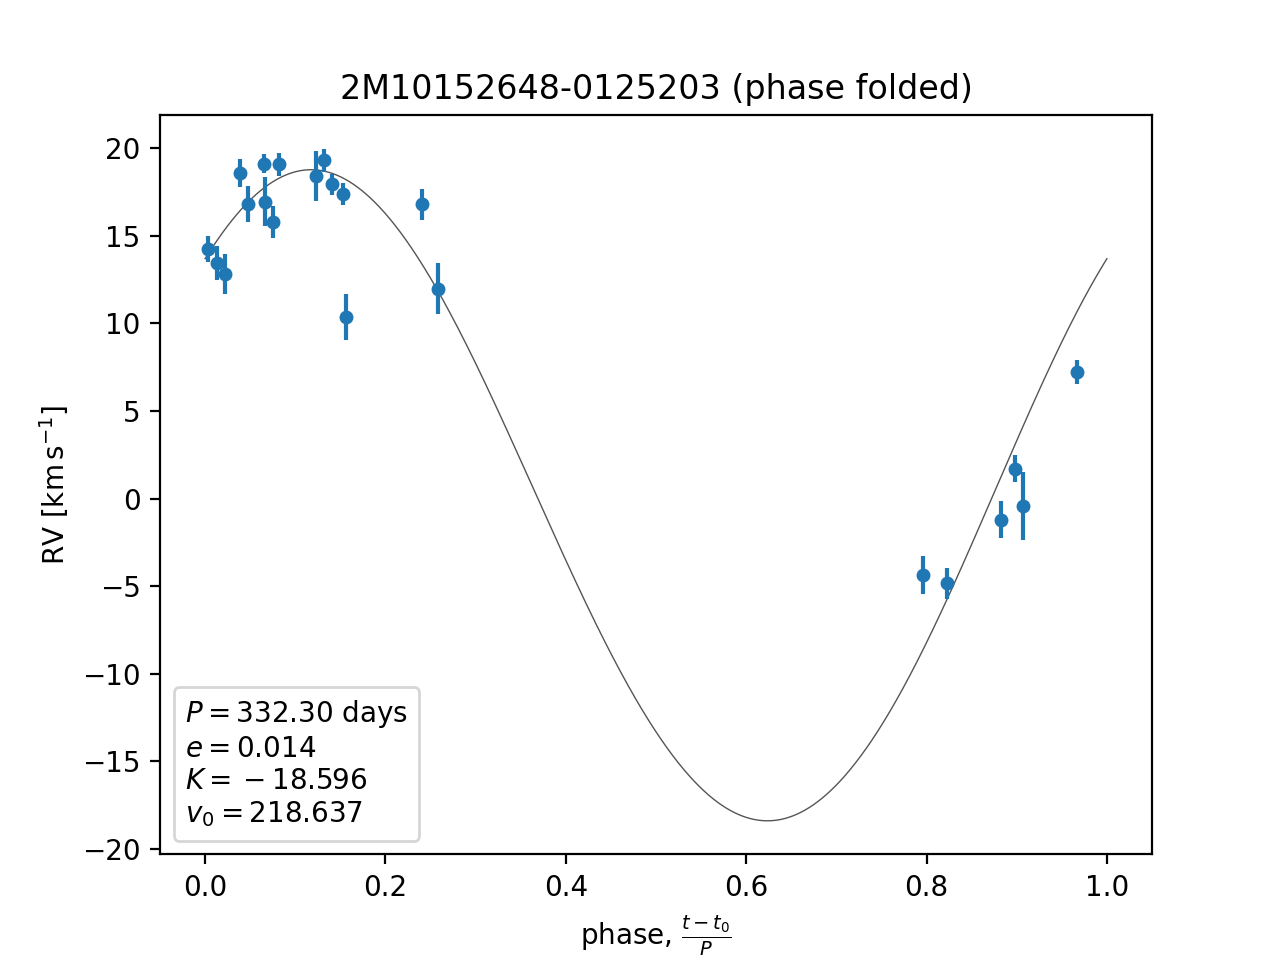 2M10152648-0125203 (phase folded)
20
15
10
5
0
−5
−10
−15
−20
RV [km s⁻¹]
P = 332.30 days
e = 0.014
K = − 18.596
v₀ = 218.637
0.0 0.2 0.4 0.6 0.8 1.0
phase, (t − t₀)/P